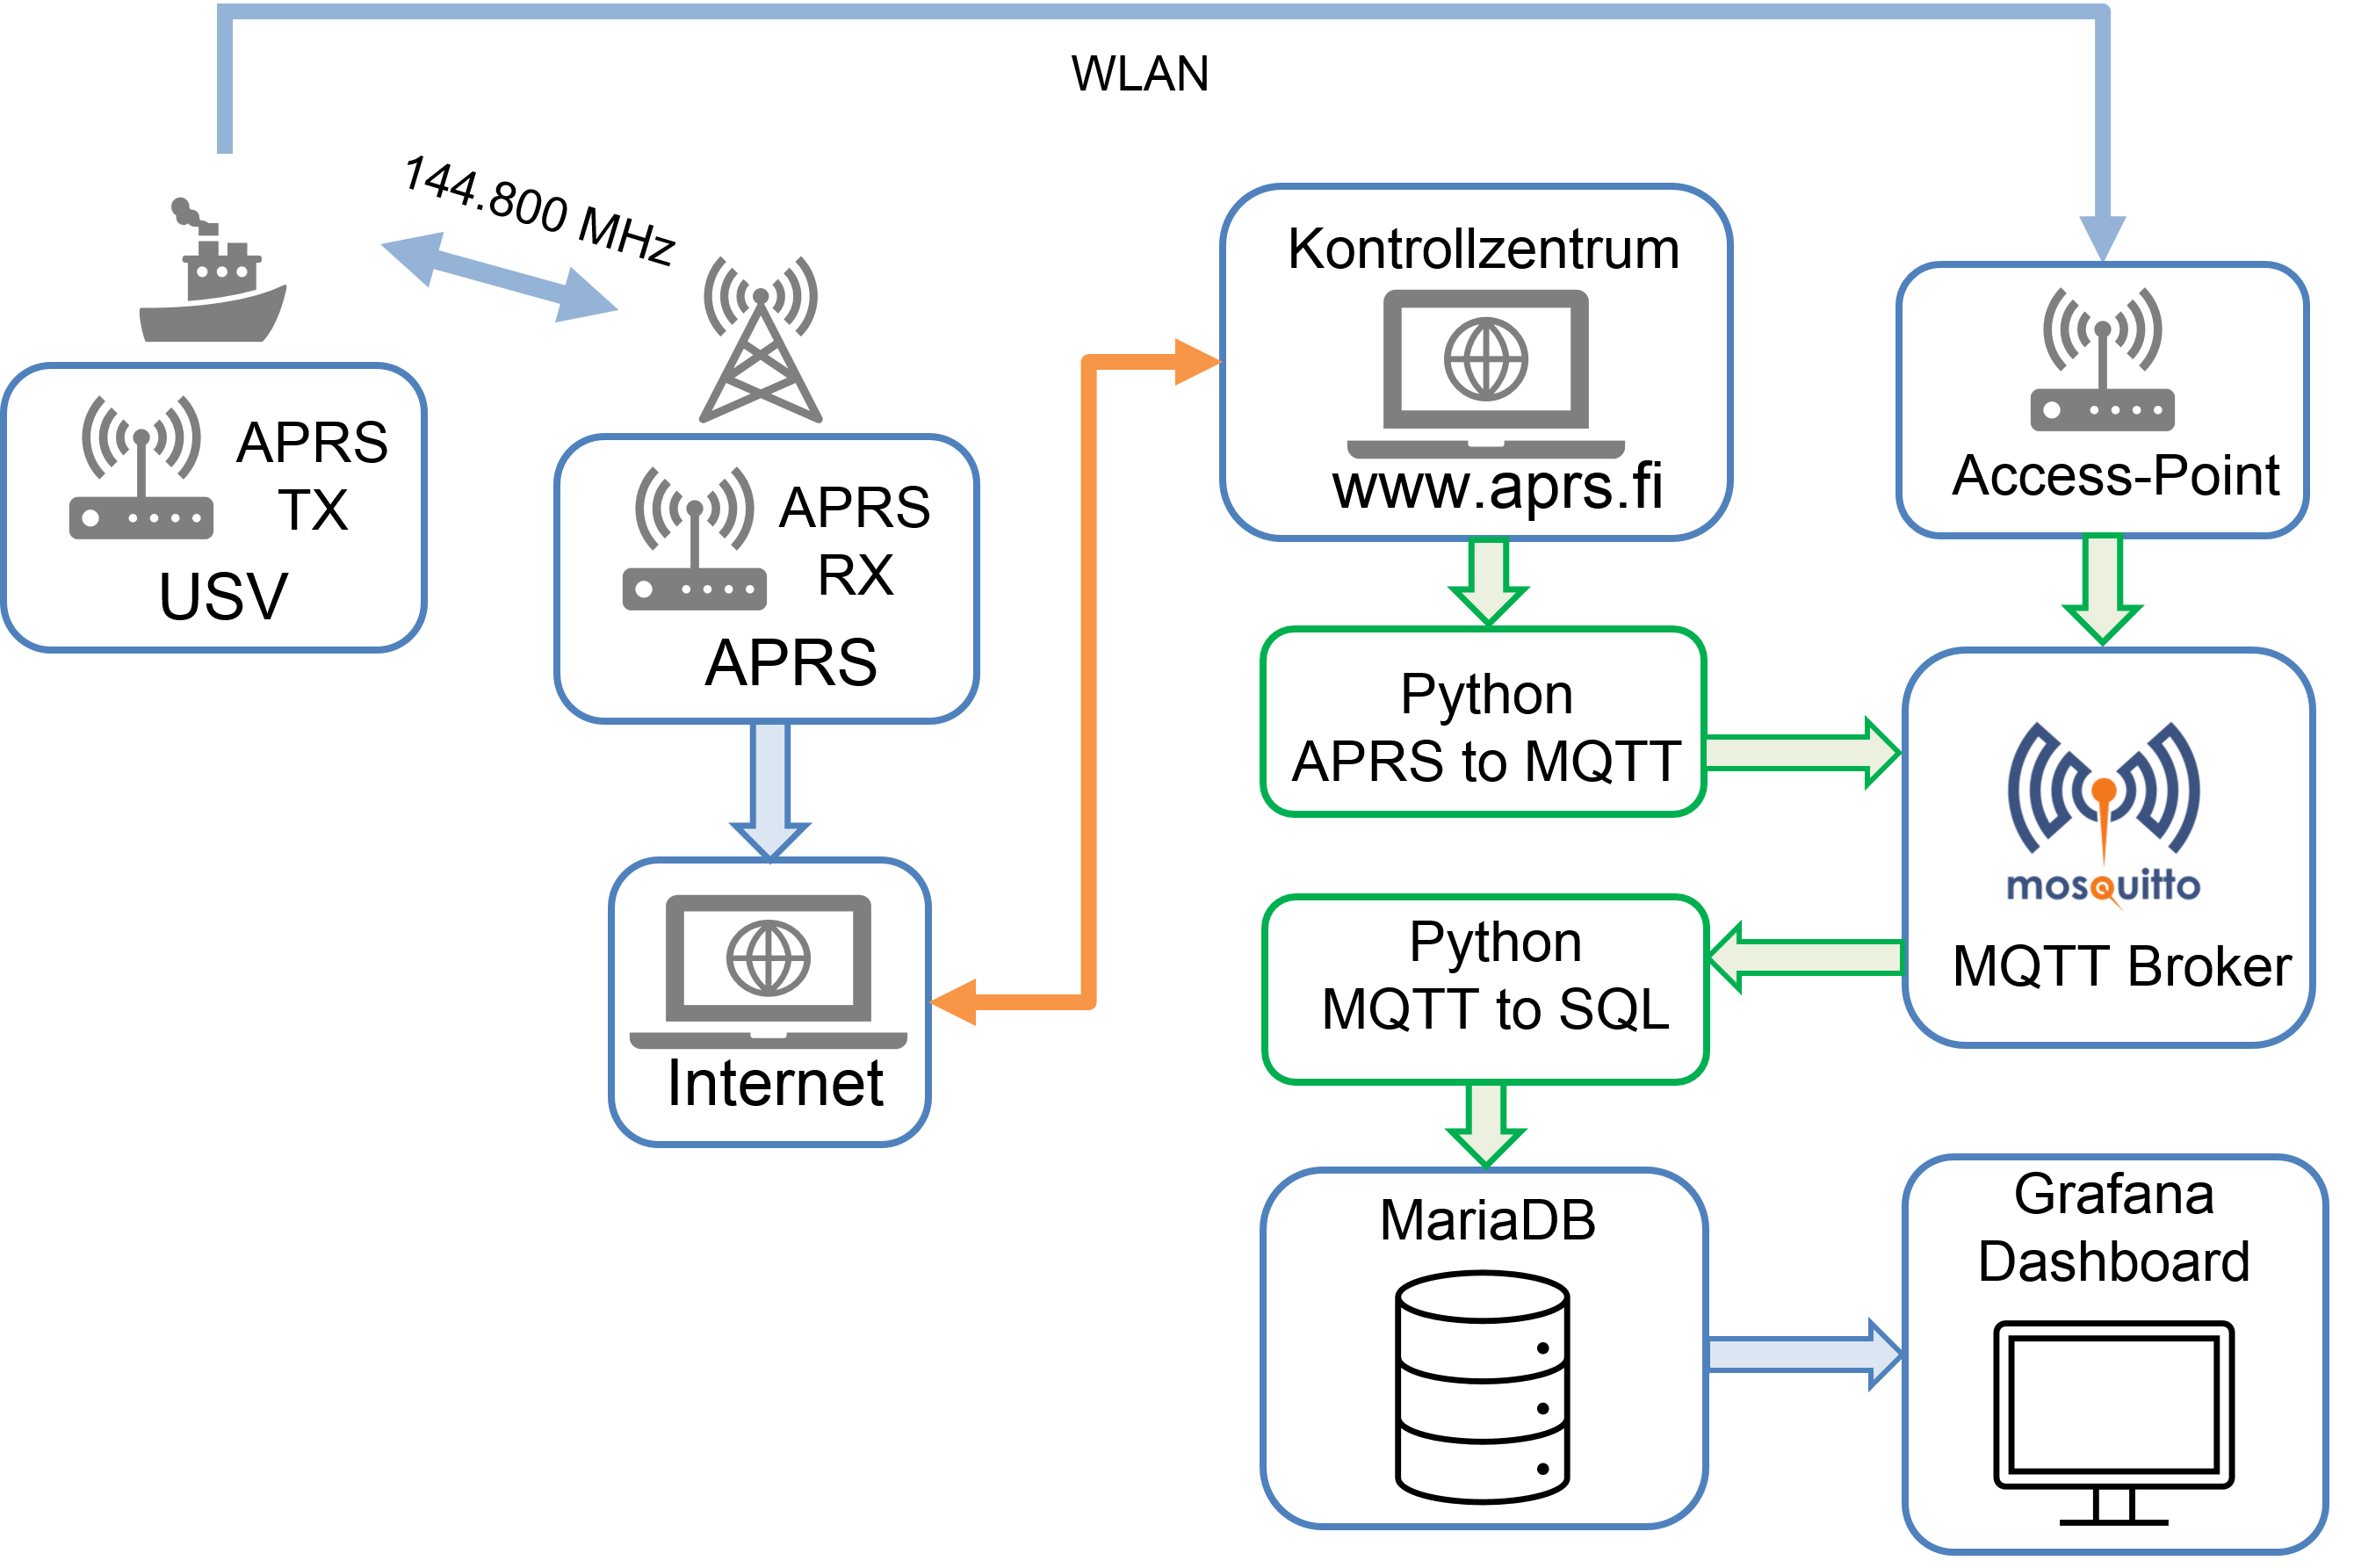 WLAN
144.800 MHz
APRS
TX
USV
APRS
RX
APRS
Internet
Kontrollzentrum
www.aprs.fi
Access-Point
Python
APRS to MQTT
mosquitto
MQTT Broker
Python
MQTT to SQL
MariaDB
Grafana
Dashboard